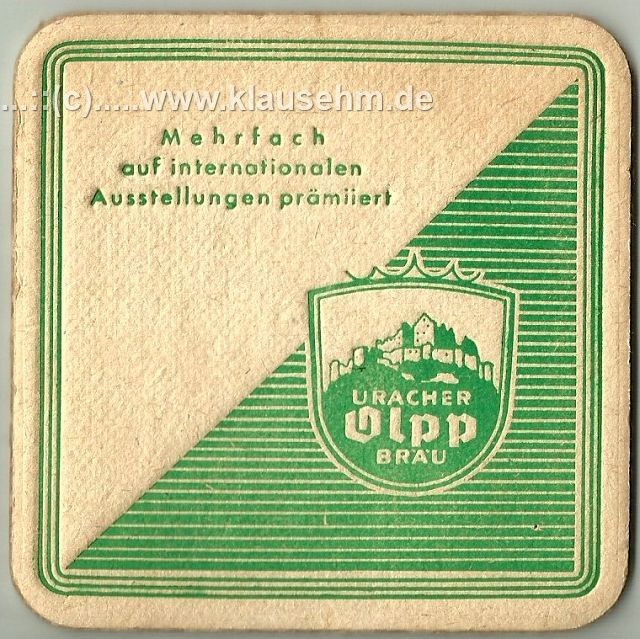 ...::(c).....www.klausehm.de
Mehrfach
auf internationalen
Ausstellungen prämiiert
URACHER
Olpp
BRÄU